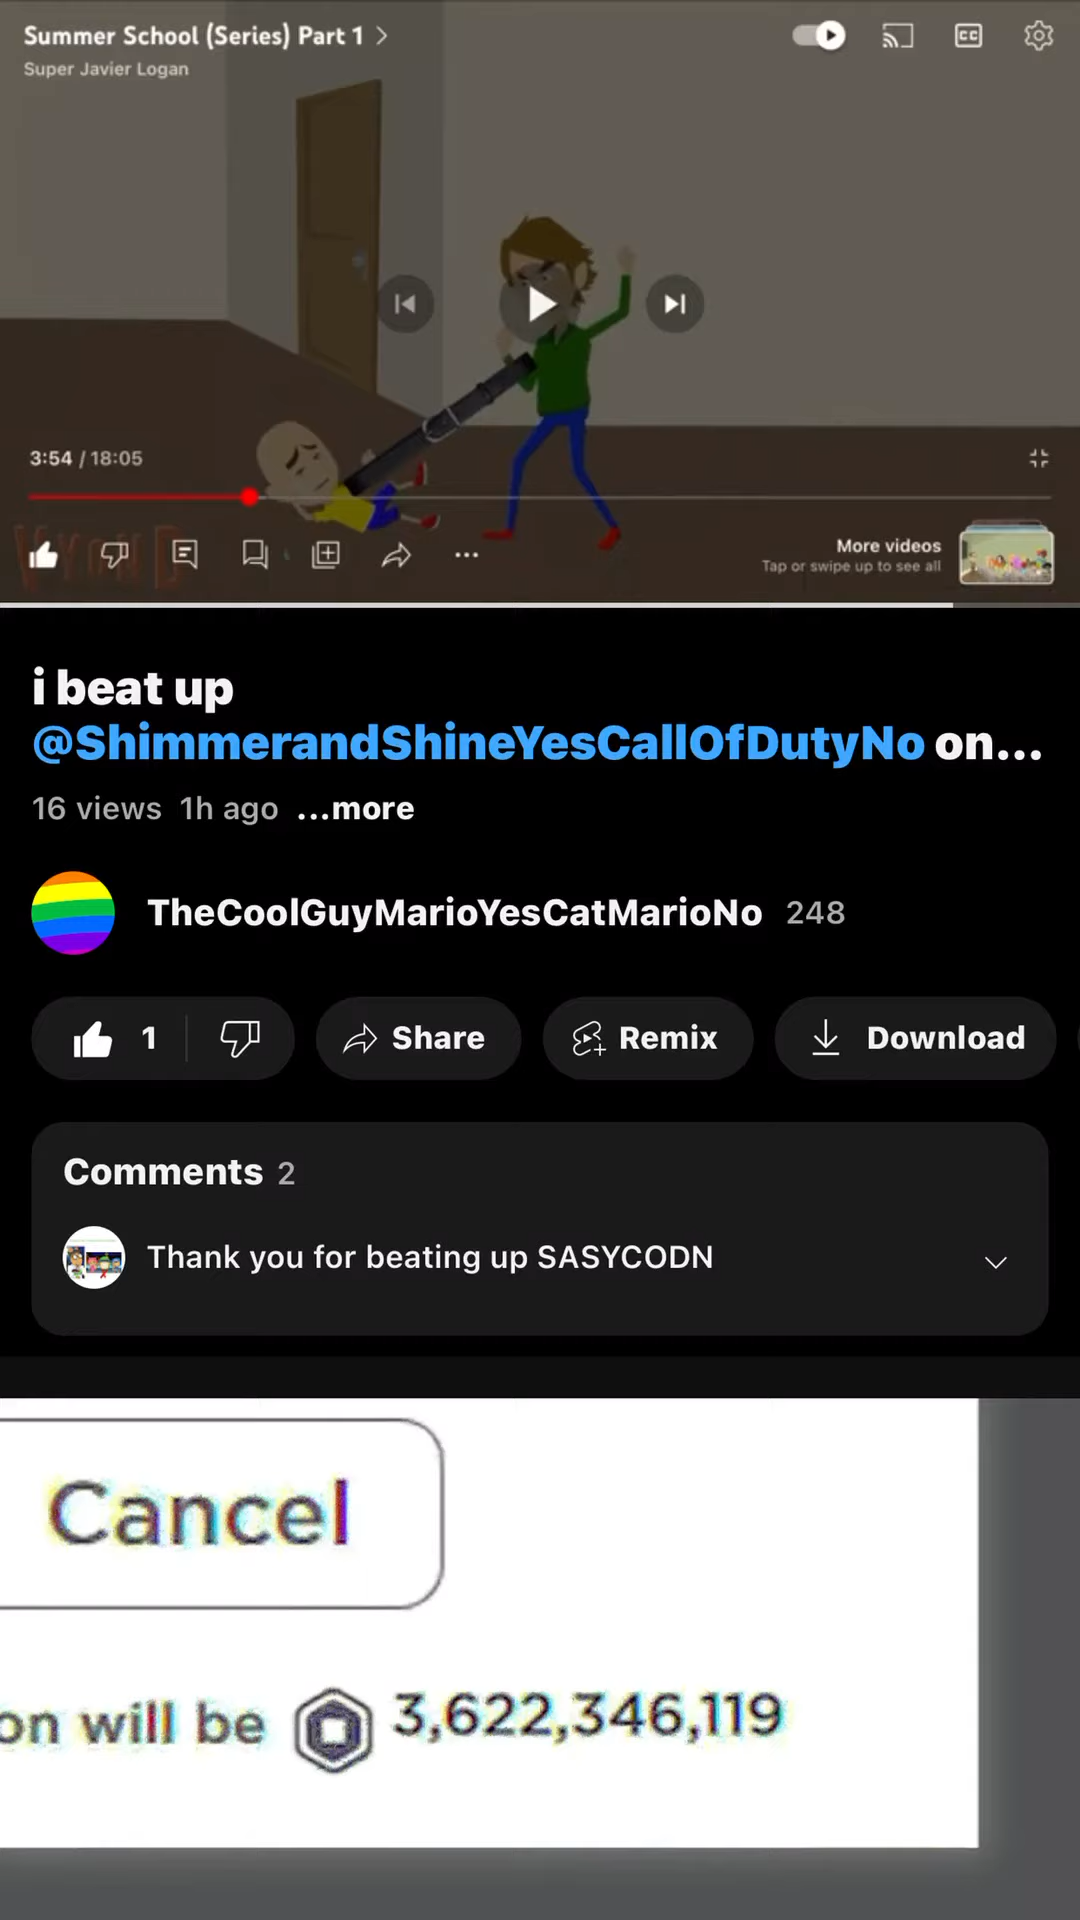 Summer School (Series) Part 1
Super Javier Logan
CC
3:54 / 18:05
VYOND
More videos
Tap or swipe up to see all
i beat up
@ShimmerandShineYesCallOfDutyNo on...
16 views 1h ago ...more
TheCoolGuyMarioYesCatMarioNo 248
1 Share Remix Download
Comments 2
Thank you for beating up SASYCODN
Cancel
on will be 3,622,346,119